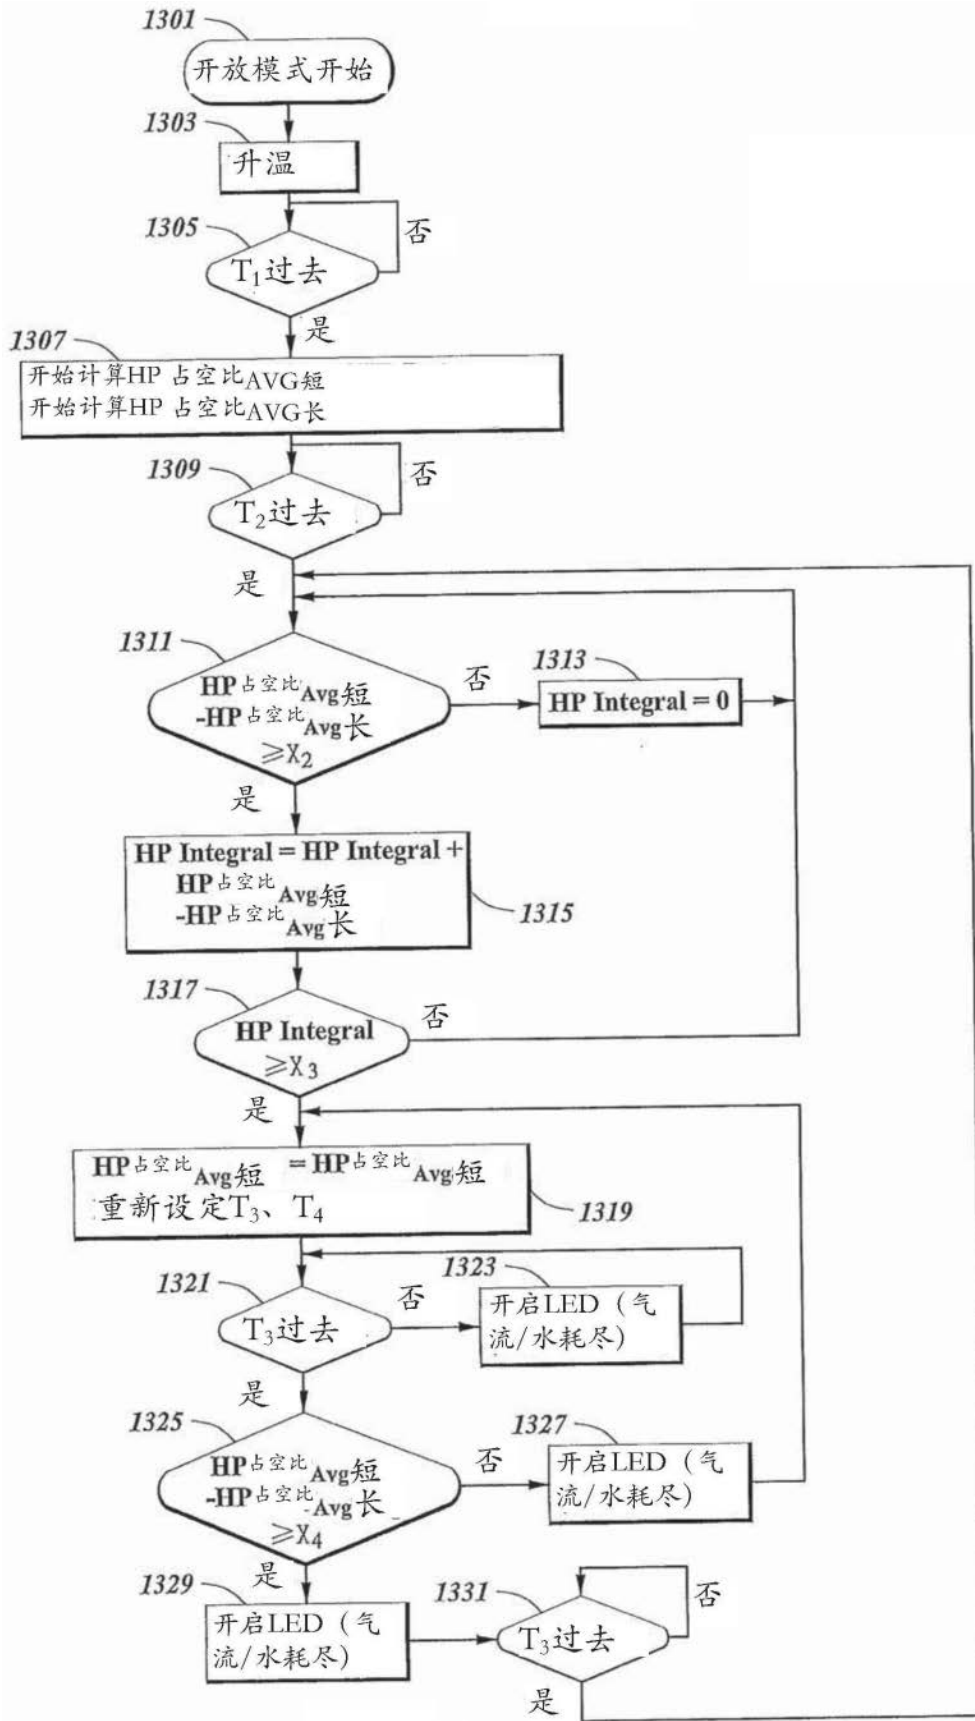 1301
开放模式开始
1303
升温
1305
否
T₁过去
是
1307
开始计算HP 占空比AVG短
开始计算HP 占空比AVG长
1309
否
T₂过去
是
1311
HP占空比Avg短
-HP占空比Avg长
≥X₂
否
1313
HP Integral = 0
是
HP Integral = HP Integral +
HP占空比Avg短
-HP占空比Avg长
1315
1317
HP Integral
≥X₃
否
是
HP占空比Avg短 =HP占空比Avg短
重新设定T₃、T₄
1319
1321
T₃过去
否
1323
开启LED（气
流/水耗尽）
是
1325
HP占空比Avg短
-HP占空比Avg长
≥X₄
否
1327
开启LED（气
流/水耗尽）
是
1329
开启LED（气
流/水耗尽）
1331
否
T₃过去
是